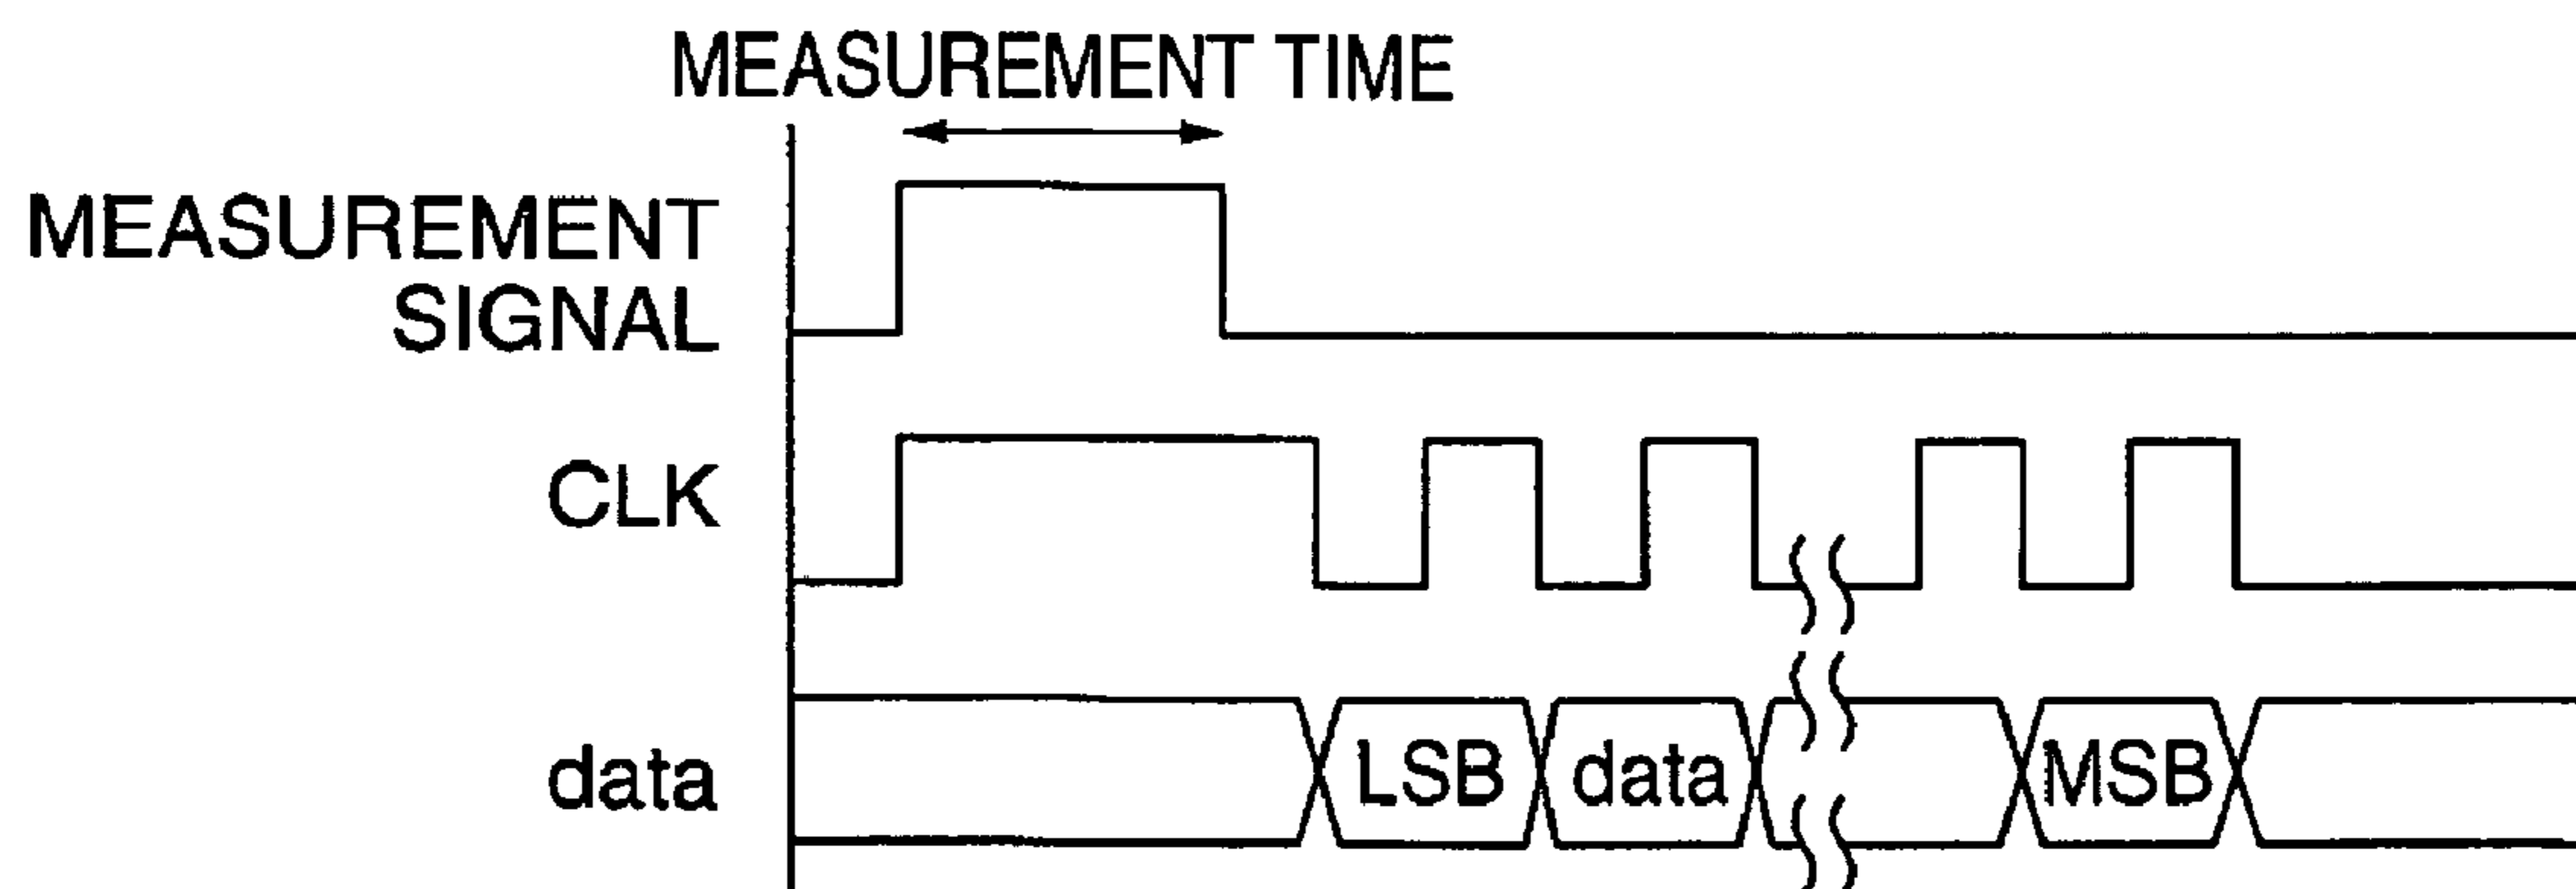 MEASUREMENT TIME
MEASUREMENT
SIGNAL
CLK
data
LSB
data
MSB